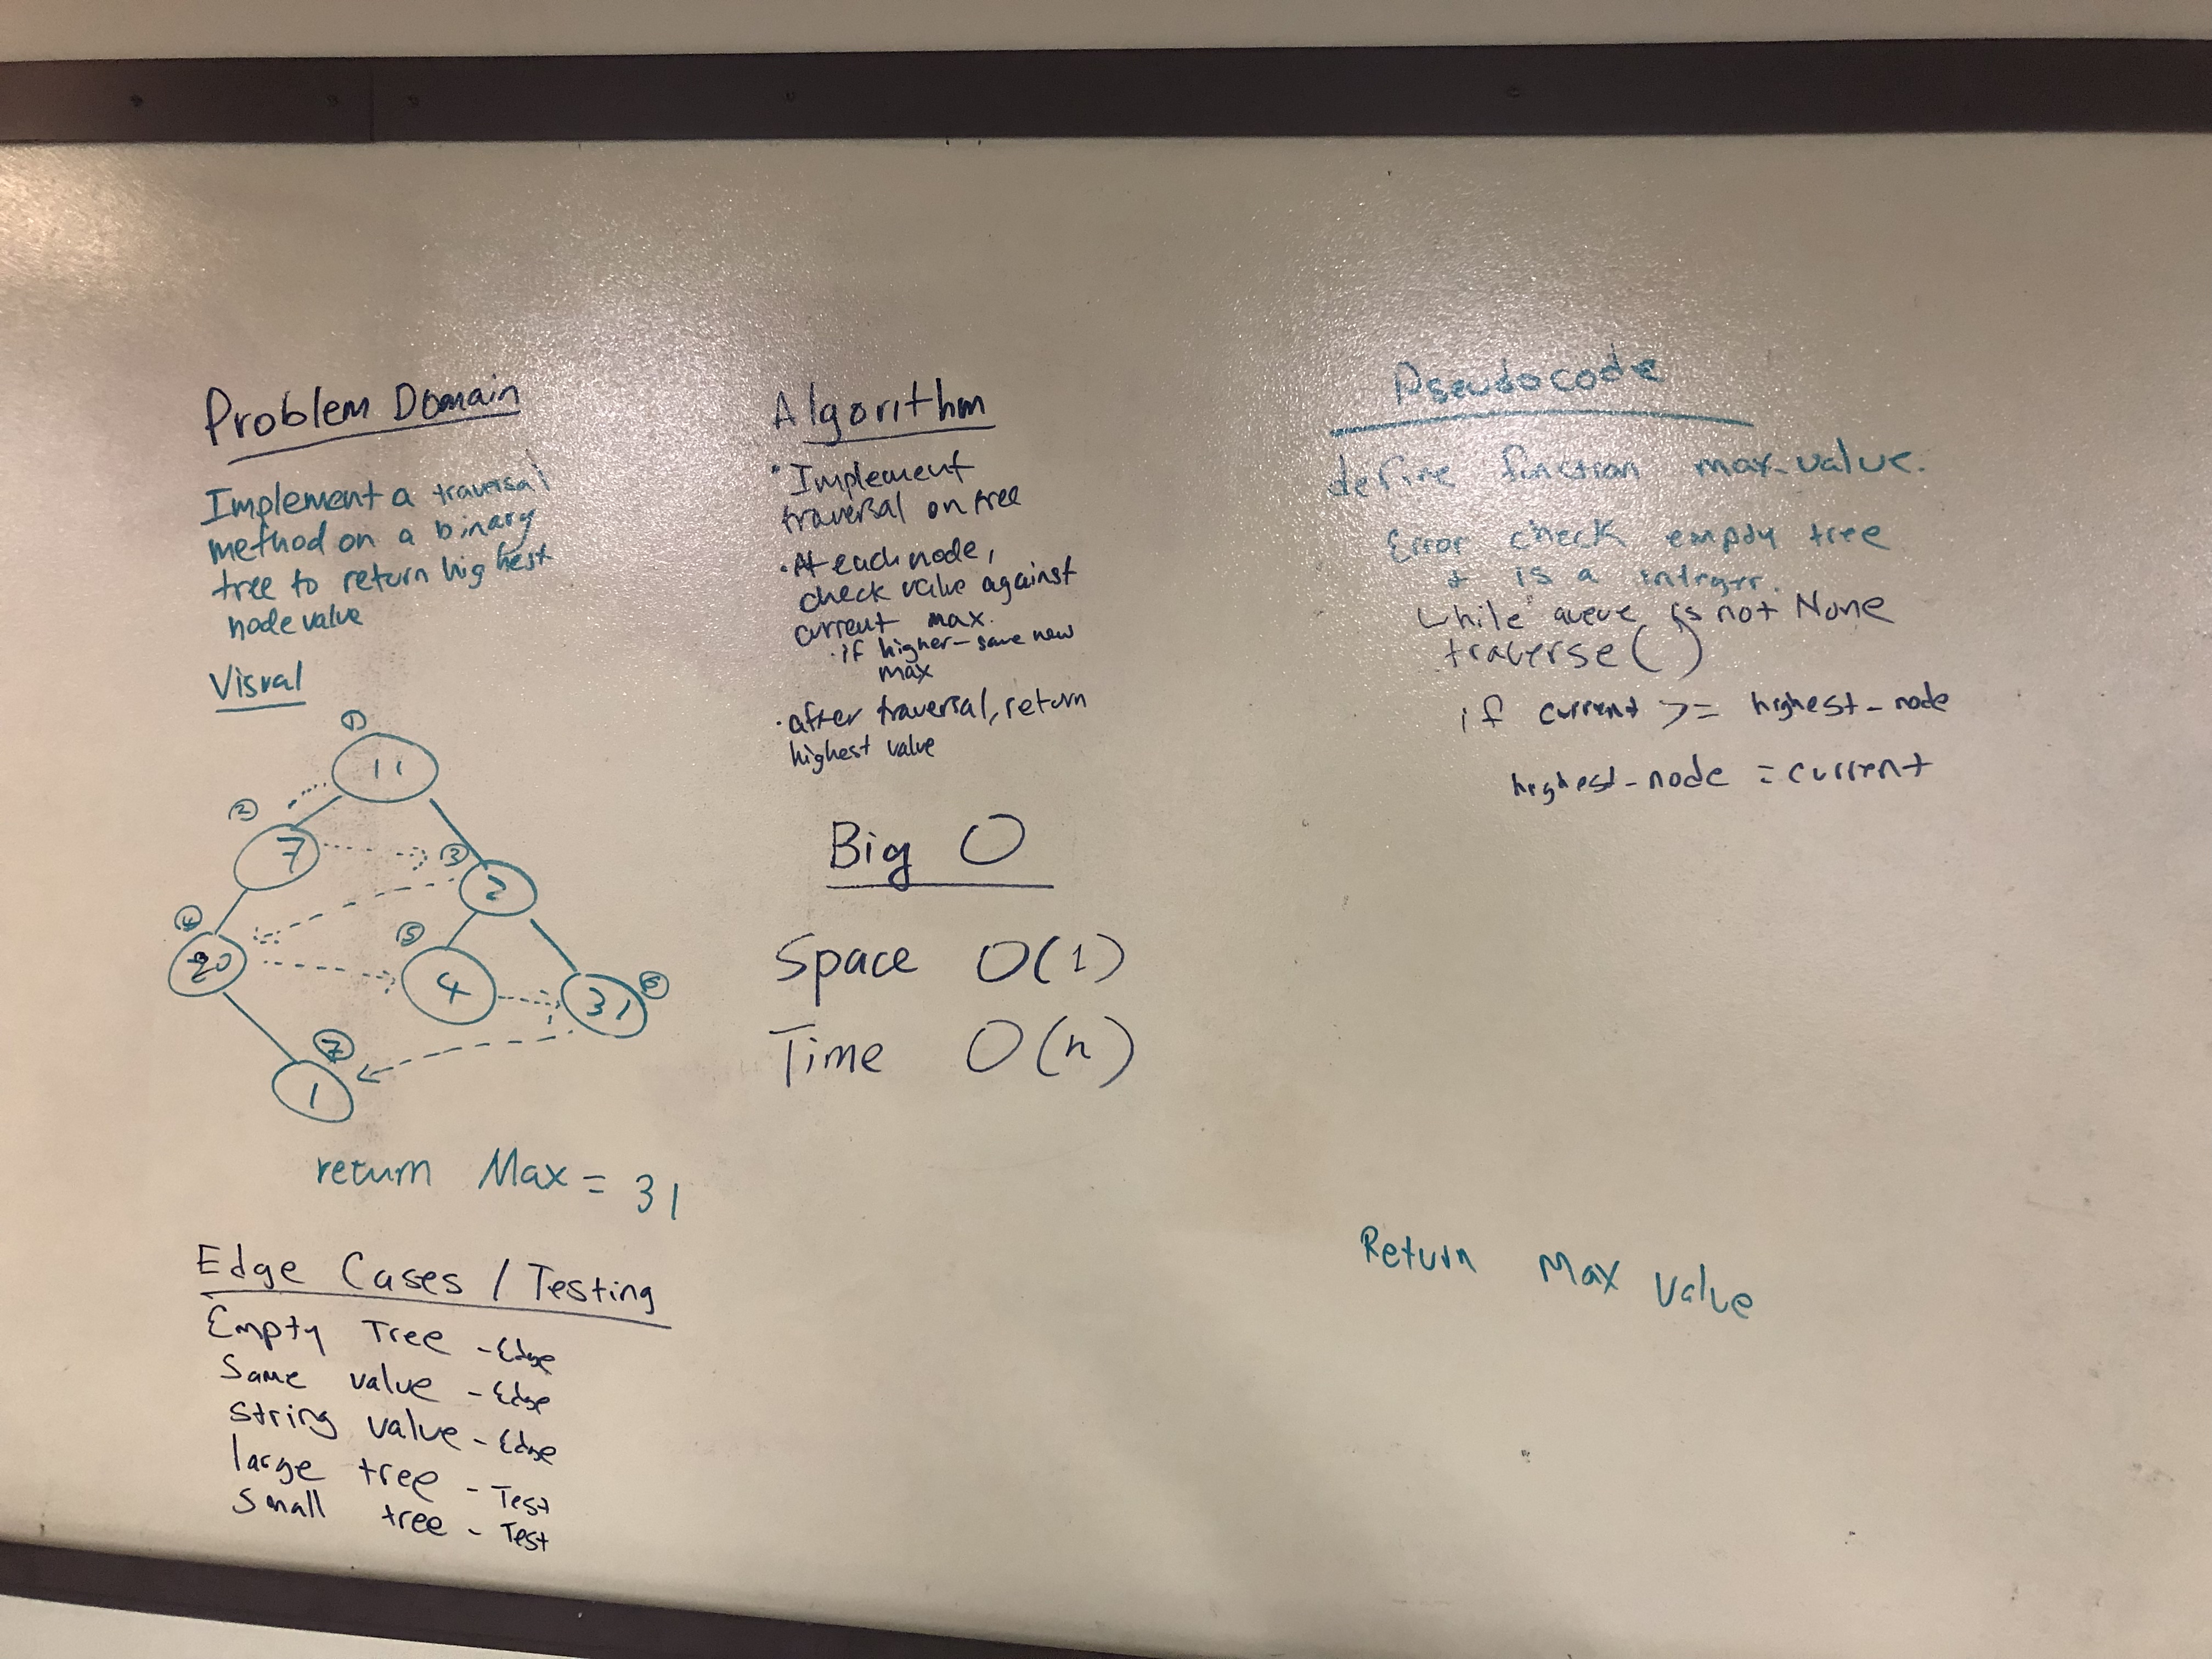 Problem Domain
Implement a traversal
method on a binary
tree to return highest
node value
Visual
1
11
2
7
3
2
4
20
5
4
6
31
7
1
return Max = 31
Edge Cases / Testing
Empty Tree - Edge
Same value - Edge
String value - Edge
large tree - Test
Small tree - Test
Algorithm
• Implement
traversal on tree
• At each node,
check value against
current max.
• if higher - save new
max
• after traversal, return
highest value
Big O
Space O(1)
Time O(n)
Pseudocode
define function max_value.
Error check empty tree
+ is a intrgrr.
while queue is not None
traverse()
if current >= highest_node
highest_node = current
Return Max Value